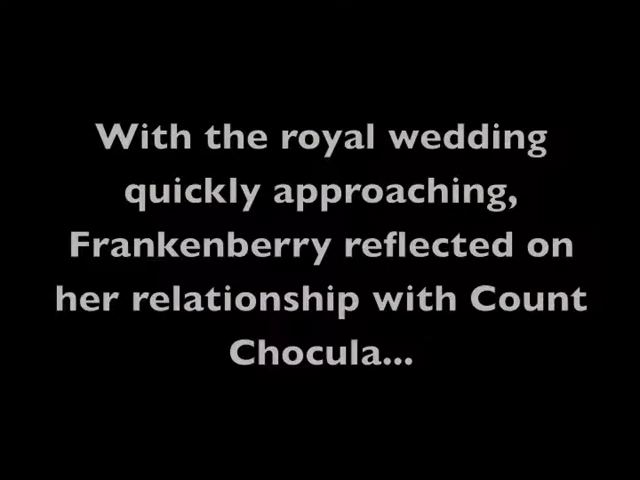 With the royal wedding
quickly approaching,
Frankenberry reflected on
her relationship with Count
Chocula...